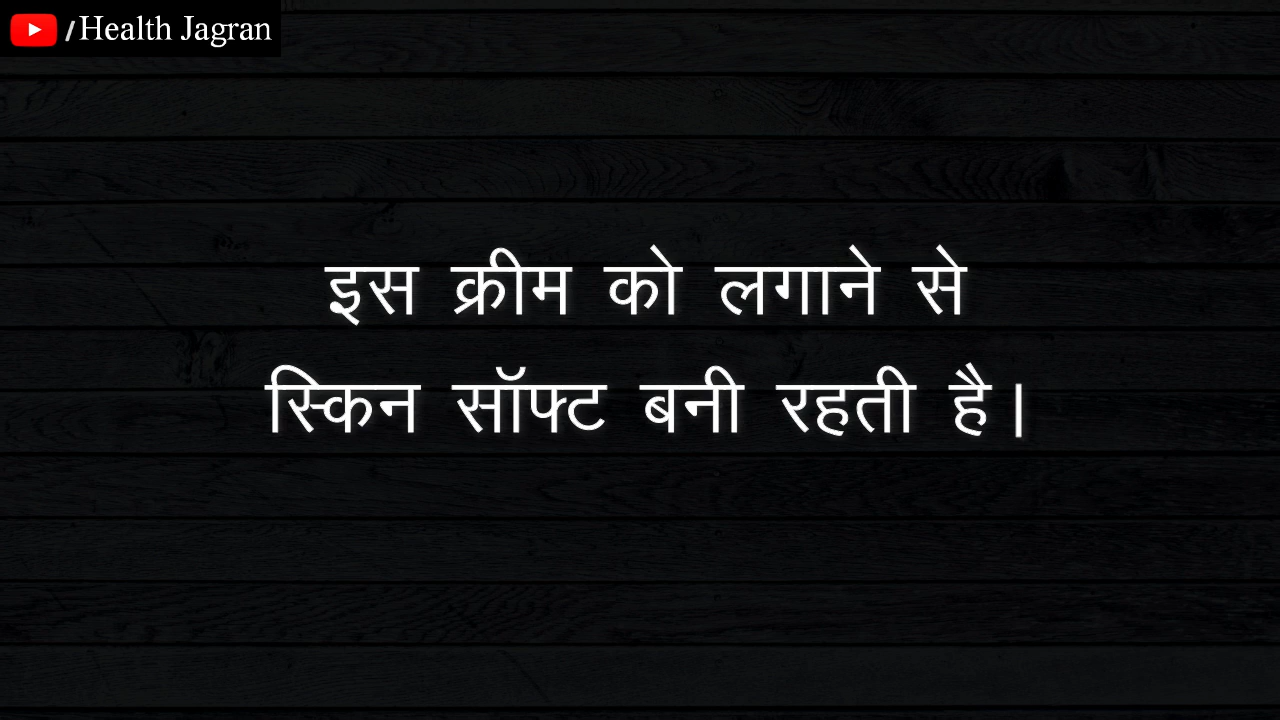 /Health Jagran
इस क्रीम को लगाने से
स्किन सॉफ्ट बनी रहती है।